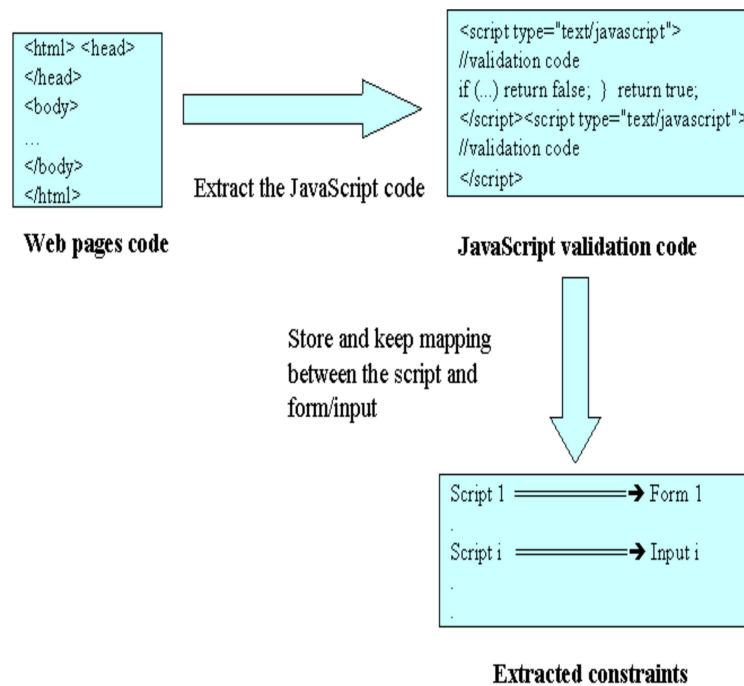 <html> <head>
</head>
<body>
...
</body>
</html>
Web pages code
Extract the JavaScript code
<script type="text/javascript">
//validation code
if (...) return false;  }  return true;
</script><script type="text/javascript">
//validation code
</script>
JavaScript validation code
Store and keep mapping
between the script and
form/input
Script 1 Form 1
.
Script i Input i
.
.
Extracted constraints